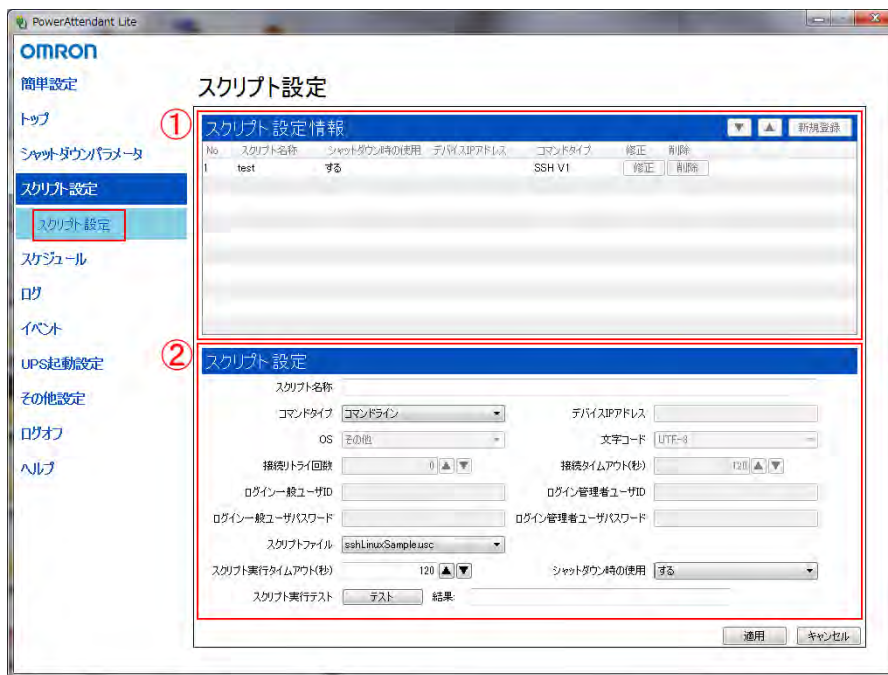 PowerAttendant Lite
OMRON
簡単設定
トップ
シャットダウンパラメータ
スクリプト設定
スクリプト設定
スケジュール
ログ
イベント
UPS起動設定
その他設定
ログオフ
ヘルプ
スクリプト設定
①
スクリプト設定情報 ▼ ▲ 新規登録
No. スクリプト名称 シャットダウン時の使用 デバイスIPアドレス コマンドタイプ 修正 削除
1 test する SSH V1 修正 削除
②
スクリプト設定
スクリプト名称
コマンドタイプ コマンドライン デバイスIPアドレス
OS その他 文字コード UTF-8
接続リトライ回数 0 ▲ ▼ 接続タイムアウト(秒) 120 ▲ ▼
ログイン一般ユーザID ログイン管理者ユーザID
ログイン一般ユーザパスワード ログイン管理者ユーザパスワード
スクリプトファイル sshLinuxSample.usc
スクリプト実行タイムアウト(秒) 120 ▲ ▼ シャットダウン時の使用 する
スクリプト実行テスト テスト 結果
適用 キャンセル